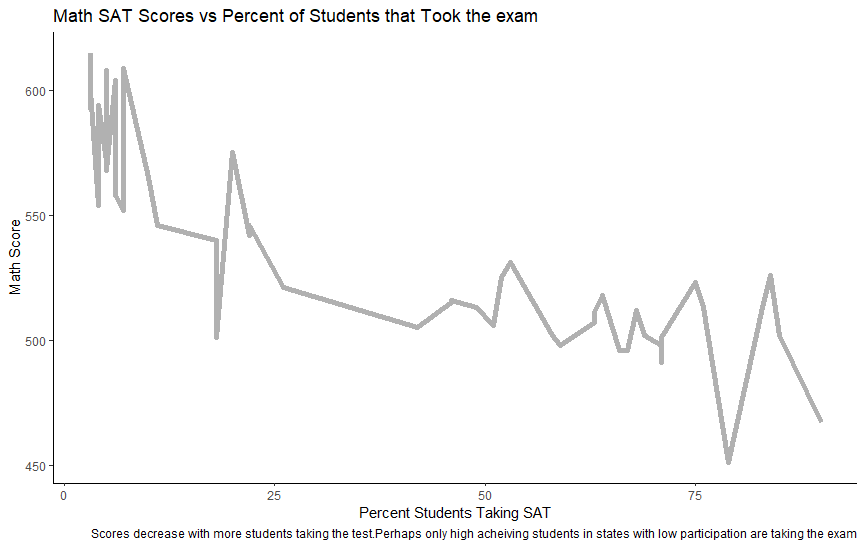 Math SAT Scores vs Percent of Students that Took the exam
600
550
500
450
Math Score
0
25
50
75
Percent Students Taking SAT
Scores decrease with more students taking the test.Perhaps only high acheiving students in states with low participation are taking the exam